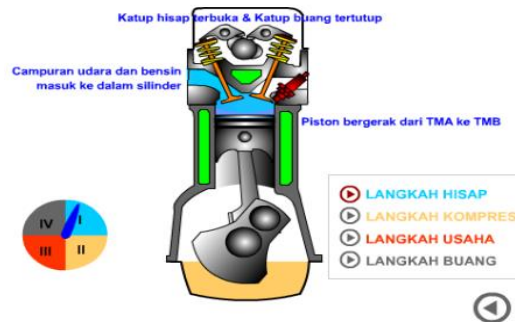 Katup hisap terbuka & Katup buang tertutup
Campuran udara dan bensin
masuk ke dalam silinder
Piston bergerak dari TMA ke TMB
IV I
III II
LANGKAH HISAP
LANGKAH KOMPRES
LANGKAH USAHA
LANGKAH BUANG